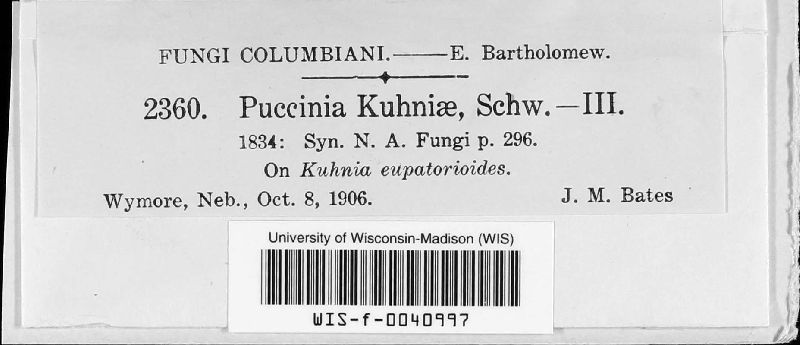 FUNGI COLUMBIANI.——E. Bartholomew.
2360. Puccinia Kuhniæ, Schw.—III.
1834: Syn. N. A. Fungi p. 296.
On Kuhnia eupatorioides.
Wymore, Neb., Oct. 8, 1906. J. M. Bates
University of Wisconsin-Madison (WIS)
WIS-f-0040997